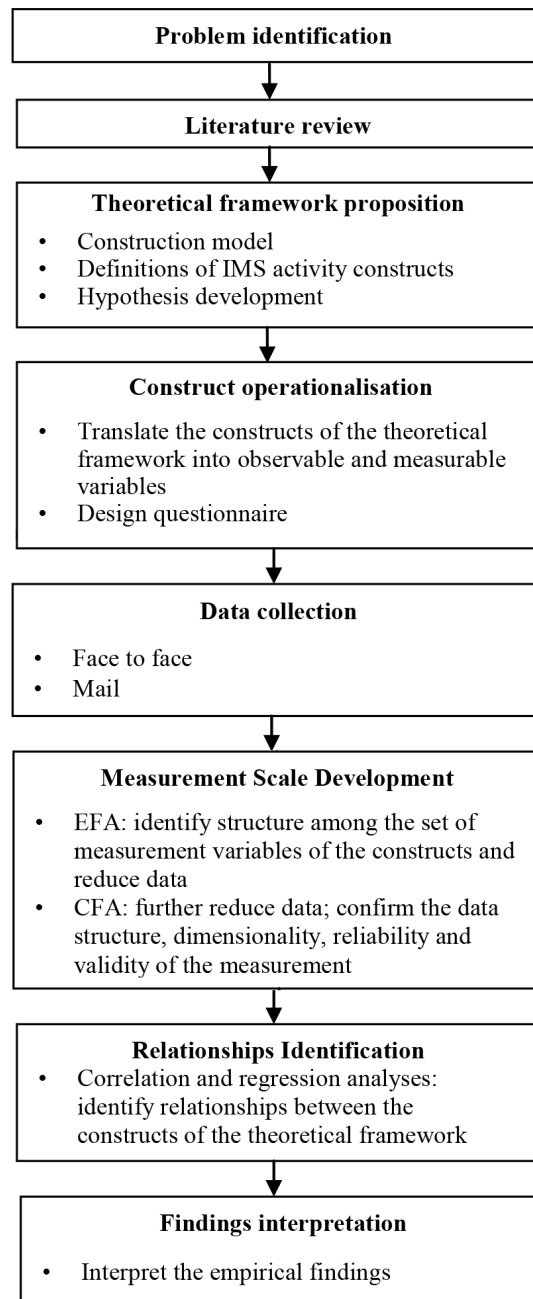 Problem identification
Literature review
Theoretical framework proposition
• Construction model
• Definitions of IMS activity constructs
• Hypothesis development
Construct operationalisation
• Translate the constructs of the theoretical
framework into observable and measurable
variables
• Design questionnaire
Data collection
• Face to face
• Mail
Measurement Scale Development
• EFA: identify structure among the set of
measurement variables of the constructs and
reduce data
• CFA: further reduce data; confirm the data
structure, dimensionality, reliability and
validity of the measurement
Relationships Identification
• Correlation and regression analyses:
identify relationships between the
constructs of the theoretical framework
Findings interpretation
• Interpret the empirical findings